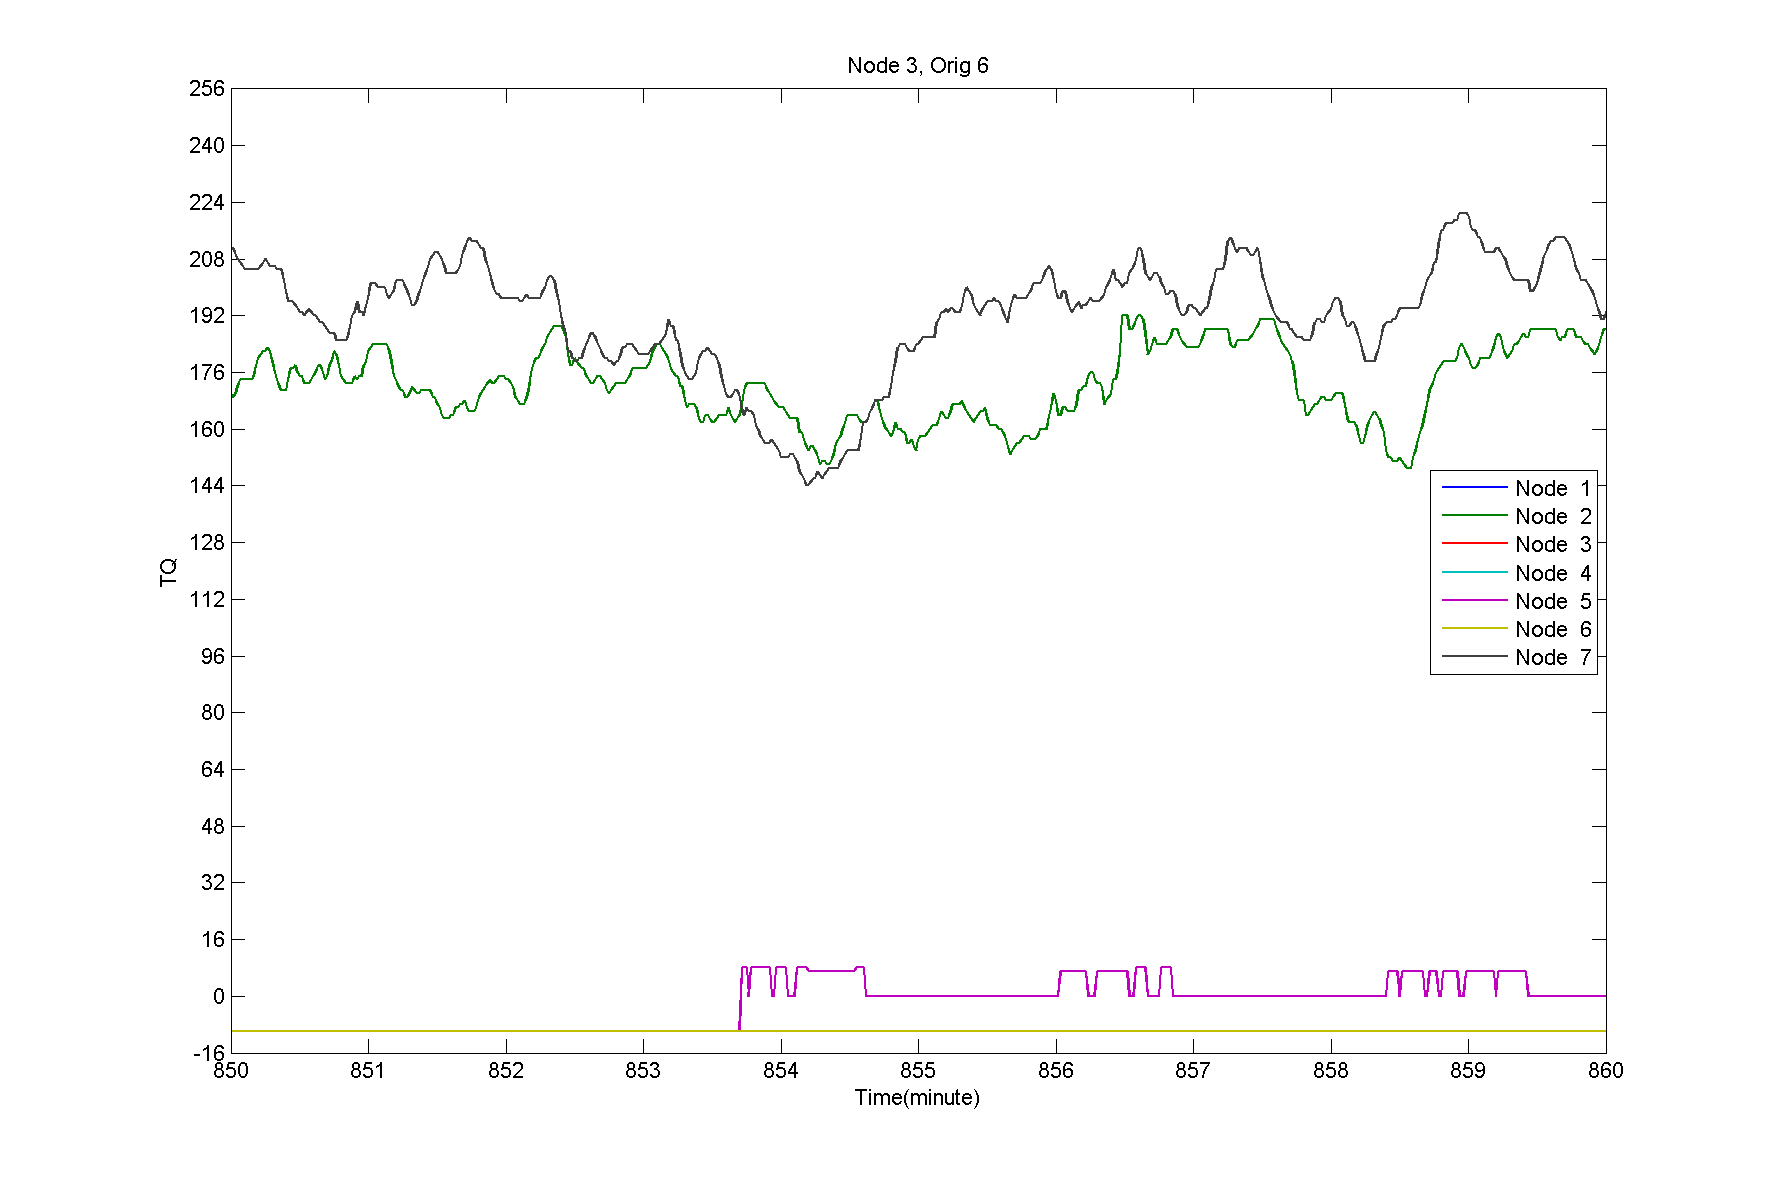 Node 3, Orig 6
256
240
224
208
192
176
160
144
128
112
96
80
64
48
32
16
0
-16
TQ
Node 1
Node 2
Node 3
Node 4
Node 5
Node 6
Node 7
850 851 852 853 854 855 856 857 858 859 860
Time(minute)